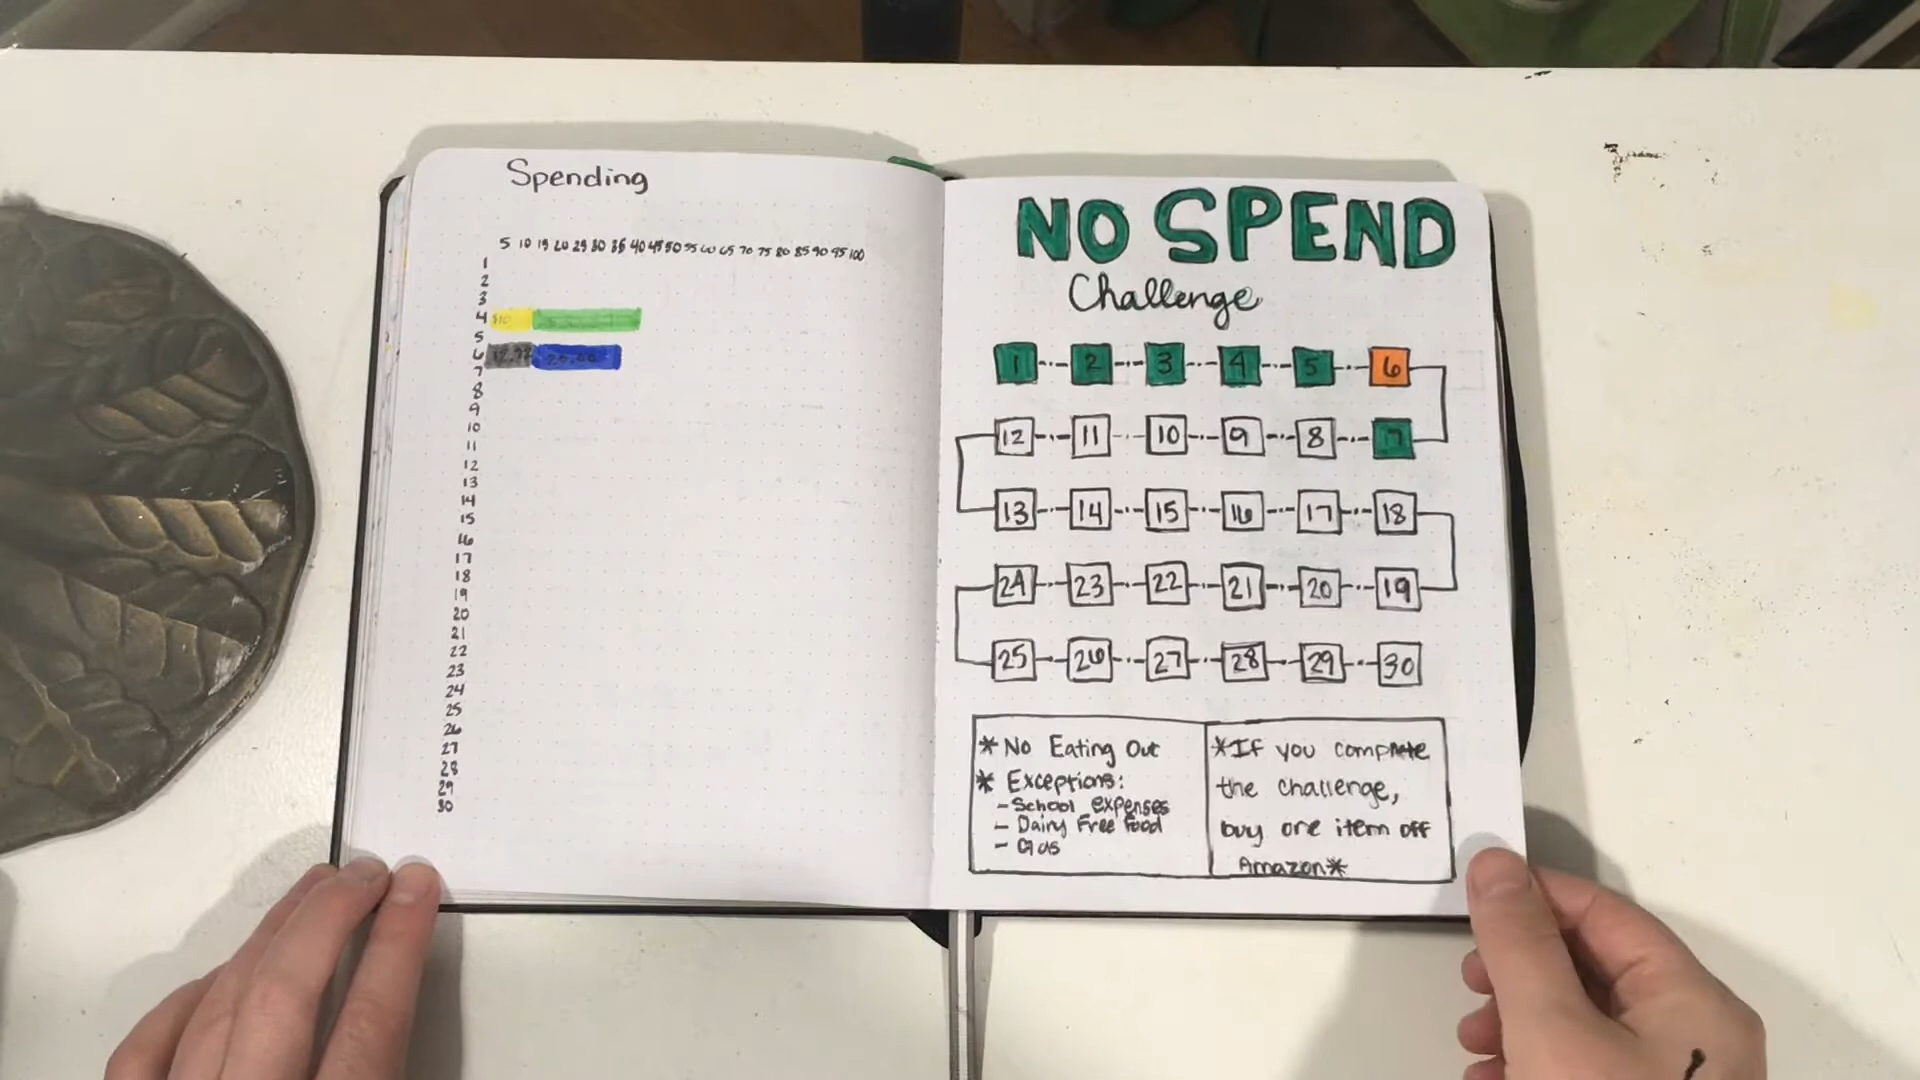 Spending
5 10 15 20 25 30 35 40 45 50 55 60 65 70 75 80 85 90 95 100
1
2
3
4 $10
5
6 12.72 20.00
7
8
9
10
11
12
13
14
15
16
17
18
19
20
21
22
23
24
25
26
27
28
29
30
NO SPEND
Challenge
1 2 3 4 5 6
12 11 10 9 8 7
13 14 15 16 17 18
24 23 22 21 20 19
25 26 27 28 29 30
* No Eating Out
* Exceptions:
- School expenses
- Dairy Free Food
- Gas
*If you complete
the challenge,
buy one item off
Amazon*